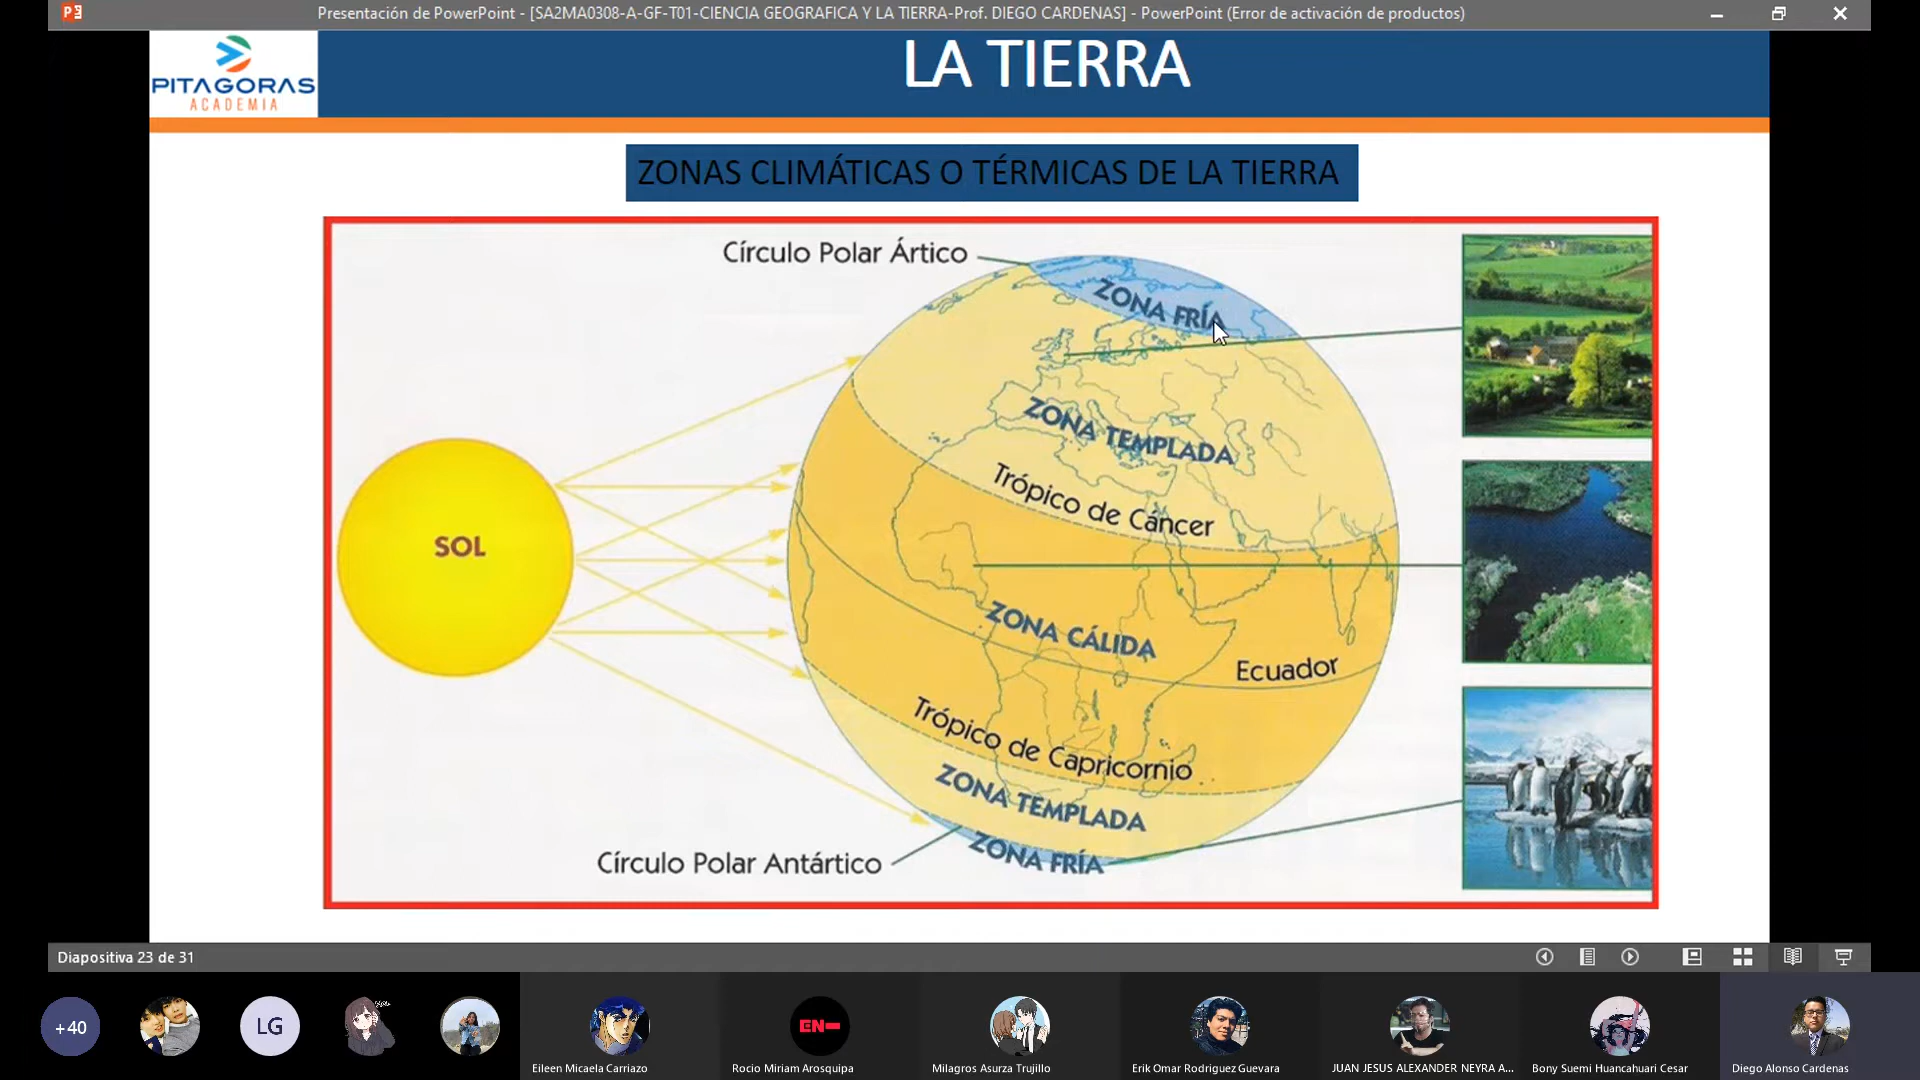 Presentación de PowerPoint - [SA2MA0308-A-GF-T01-CIENCIA GEOGRAFICA Y LA TIERRA-Prof. DIEGO CARDENAS] - PowerPoint (Error de activación de productos)
PITAGORAS
ACADEMIA
LA TIERRA
ZONAS CLIMÁTICAS O TÉRMICAS DE LA TIERRA
Círculo Polar Ártico
ZONA FRÍA
ZONA TEMPLADA
Trópico de Cáncer
SOL
ZONA CÁLIDA
Ecuador
Trópico de Capricornio
ZONA TEMPLADA
Círculo Polar Antártico
ZONA FRÍA
Diapositiva 23 de 31
+40
LG
EN
Eileen Micaela Carriazo
Rocio Miriam Arosquipa
Milagros Asurza Trujillo
Erik Omar Rodriguez Guevara
JUAN JESUS ALEXANDER NEYRA A...
Bony Suemi Huancahuari Cesar
Diego Alonso Cardenas